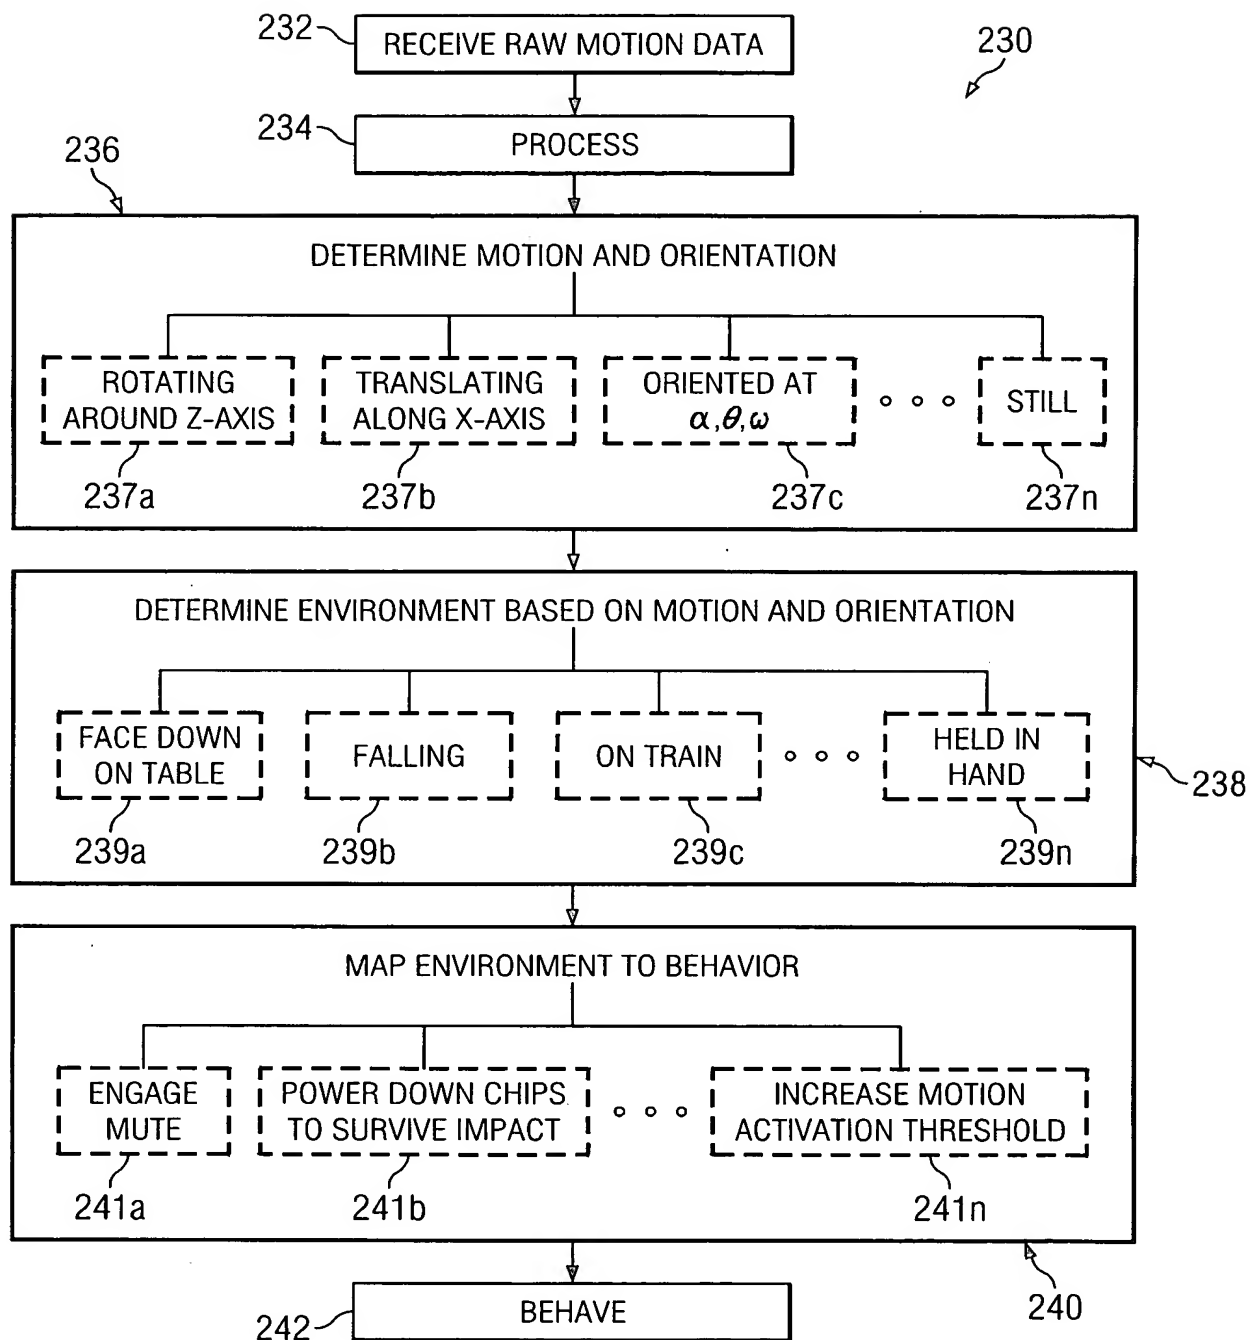 232
RECEIVE RAW MOTION DATA
230
234
PROCESS
236
DETERMINE MOTION AND ORIENTATION
ROTATING
AROUND Z-AXIS
TRANSLATING
ALONG X-AXIS
ORIENTED AT
α,θ,ω
STILL
237a
237b
237c
237n
DETERMINE ENVIRONMENT BASED ON MOTION AND ORIENTATION
FACE DOWN
ON TABLE
FALLING
ON TRAIN
HELD IN
HAND
238
239a
239b
239c
239n
MAP ENVIRONMENT TO BEHAVIOR
ENGAGE
MUTE
POWER DOWN CHIPS
TO SURVIVE IMPACT
INCREASE MOTION
ACTIVATION THRESHOLD
241a
241b
241n
240
242
BEHAVE